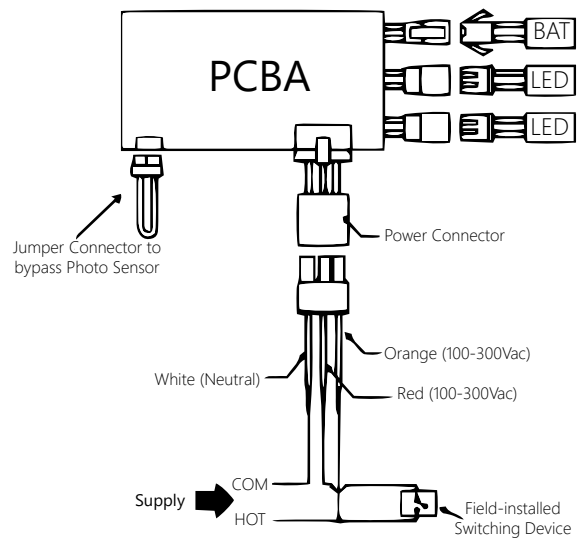 PCBA
BAT
LED
LED
Jumper Connector to
bypass Photo Sensor
Power Connector
Orange (100-300Vac)
White (Neutral)
Red (100-300Vac)
COM
Supply
HOT
Field-installed
Switching Device